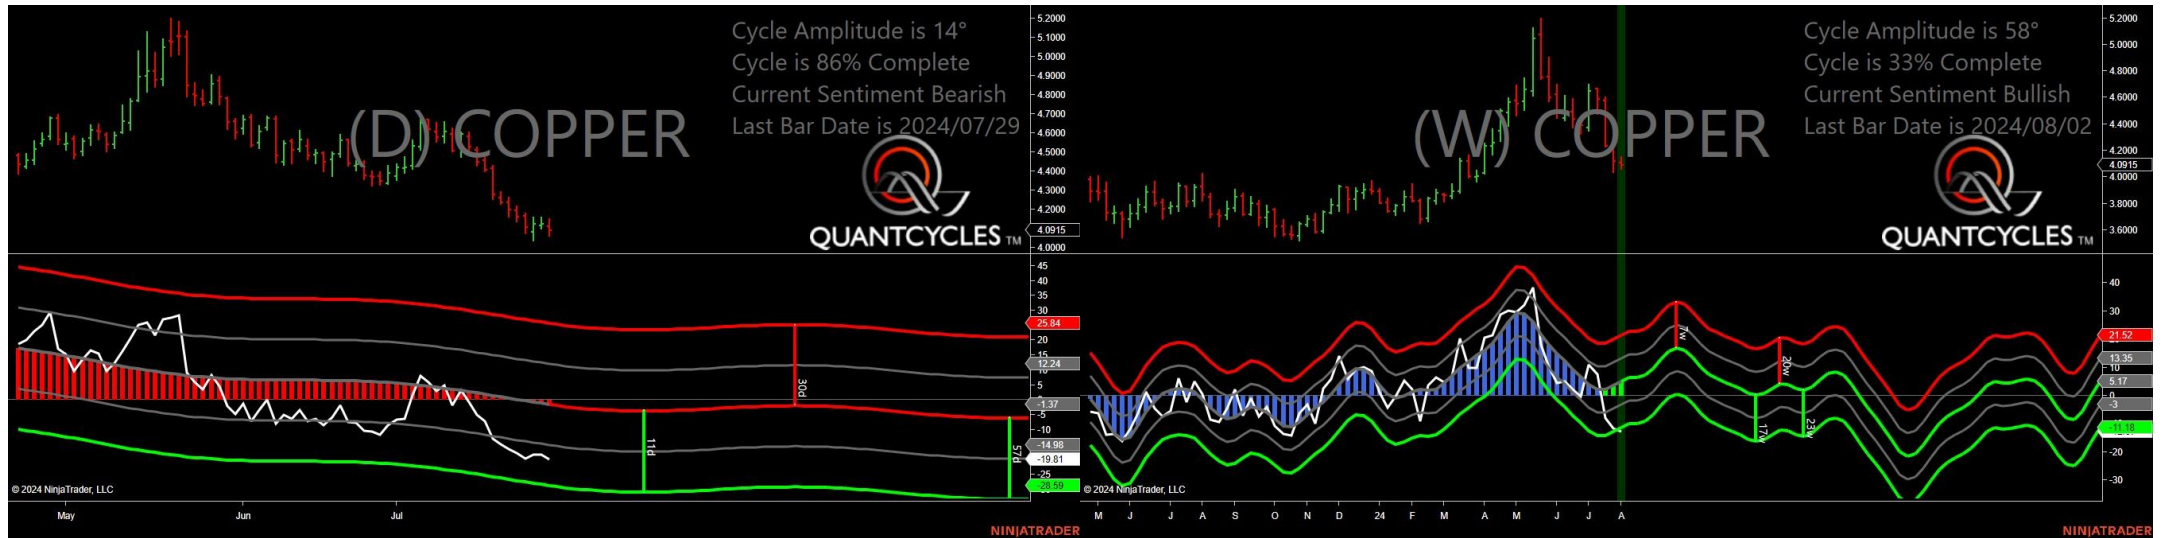 Cycle Amplitude is 14°
Cycle is 86% Complete
Current Sentiment Bearish
Last Bar Date is 2024/07/29
(D) COPPER
QUANTCYCLES TM
5.2000
5.1000
5.0000
4.9000
4.8000
4.7000
4.6000
4.5000
4.4000
4.3000
4.2000
4.0915
4.0000
45
40
35
30
25.84
20
15
12.24
5
-1.37
-5
-10
-14.98
-19.81
-25
-28.59
11d
30d
57d
© 2024 NinjaTrader, LLC
May Jun Jul
NINJATRADER
Cycle Amplitude is 58°
Cycle is 33% Complete
Current Sentiment Bullish
Last Bar Date is 2024/08/02
(W) COPPER
QUANTCYCLES TM
5.2000
5.0000
4.8000
4.6000
4.4000
4.2000
4.0915
4.0000
3.8000
3.6000
40
30
21.52
13.35
10
5.17
0
-3
-11.18
-20
-30
7w
20w
17w
23w
© 2024 NinjaTrader, LLC
M J J A S O N D 24 F M A M J J A
NINJATRADER